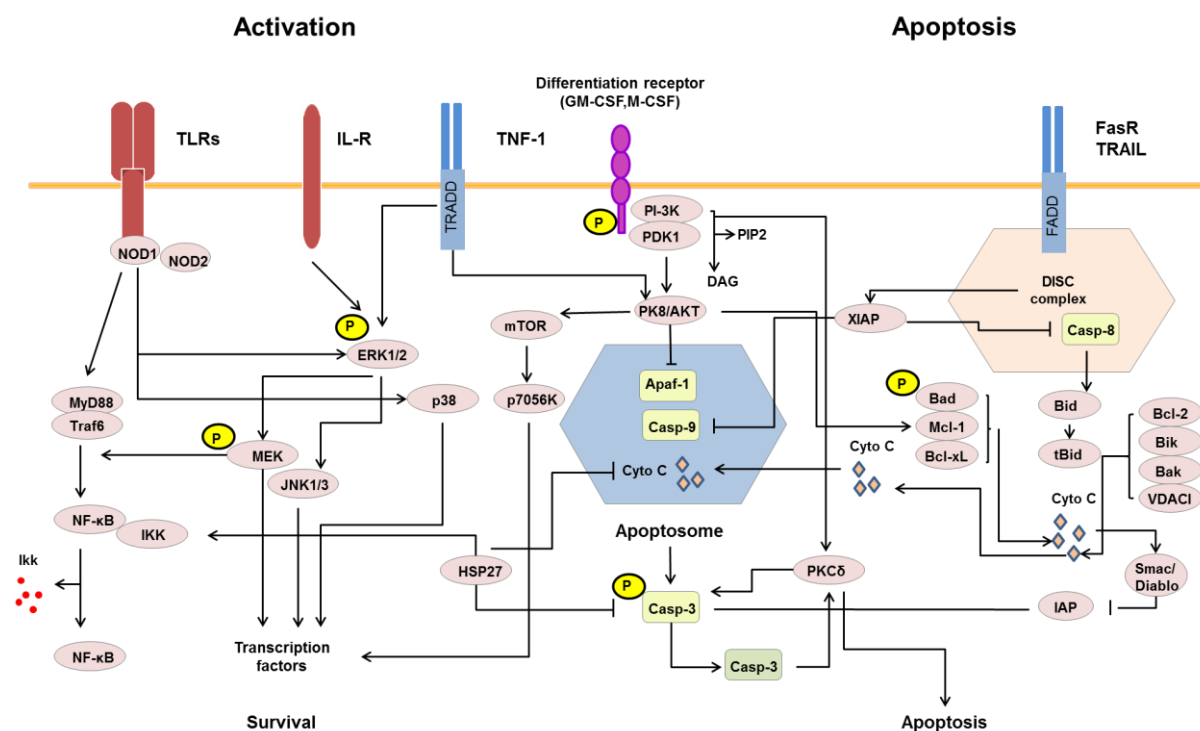 Activation
Apoptosis
Differentiation receptor
(GM-CSF,M-CSF)
TLRs
IL-R
TNF-1
FasR
TRAIL
TRADD
FADD
P
PI-3K
PDK1
PIP2
DAG
NOD1
NOD2
DISC
complex
P
ERK1/2
mTOR
PK8/AKT
XIAP
Casp-8
MyD88
Traf6
p38
p7056K
Apaf-1
Casp-9
Cyto C
P
Bad
Mcl-1
Bcl-xL
Bid
tBid
Bcl-2
Bik
Bak
VDACI
P
MEK
JNK1/3
Cyto C
Cyto C
NF-κB
IKK
Apoptosome
HSP27
PKCδ
Smac/
Diablo
Ikk
P
Casp-3
IAP
NF-κB
Transcription
factors
Casp-3
Survival
Apoptosis